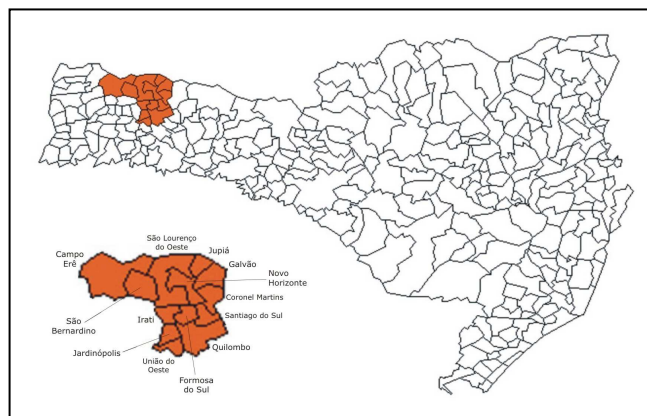 São Lourenço
do Oeste
Jupiá
Campo
Erê
Galvão
Novo
Horizonte
Coronel Martins
São
Bernardino
Irati
Santiago do Sul
Jardinópolis
Quilombo
União do
Oeste
Formosa
do Sul